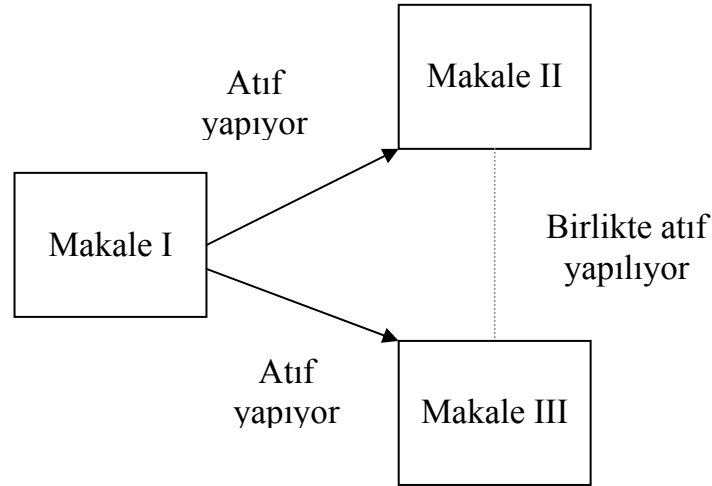 Makale II
Atıf
yapıyor
Makale I
Birlikte atıf
yapılıyor
Atıf
yapıyor
Makale III